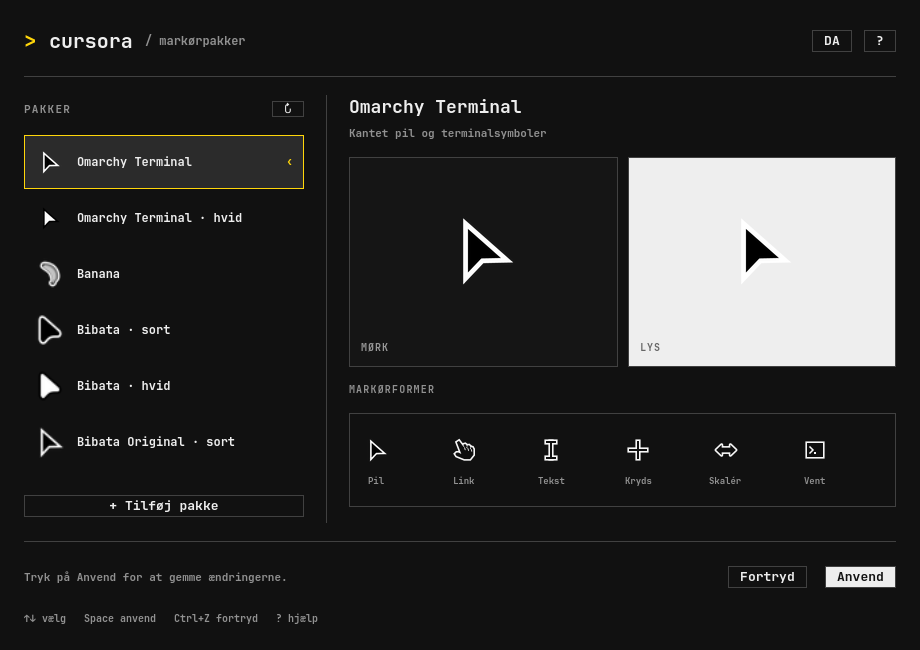 > cursora / markørpakker
DA
?
PAKKER
Omarchy Terminal
Omarchy Terminal · hvid
Banana
Bibata · sort
Bibata · hvid
Bibata Original · sort
+ Tilføj pakke
Omarchy Terminal
Kantet pil og terminalsymboler
MØRK
LYS
MARKØRFORMER
Pil
Link
Tekst
Kryds
Skalér
Vent
Tryk på Anvend for at gemme ændringerne.
Fortryd
Anvend
↑↓ vælg Space anvend Ctrl+Z fortryd ? hjælp